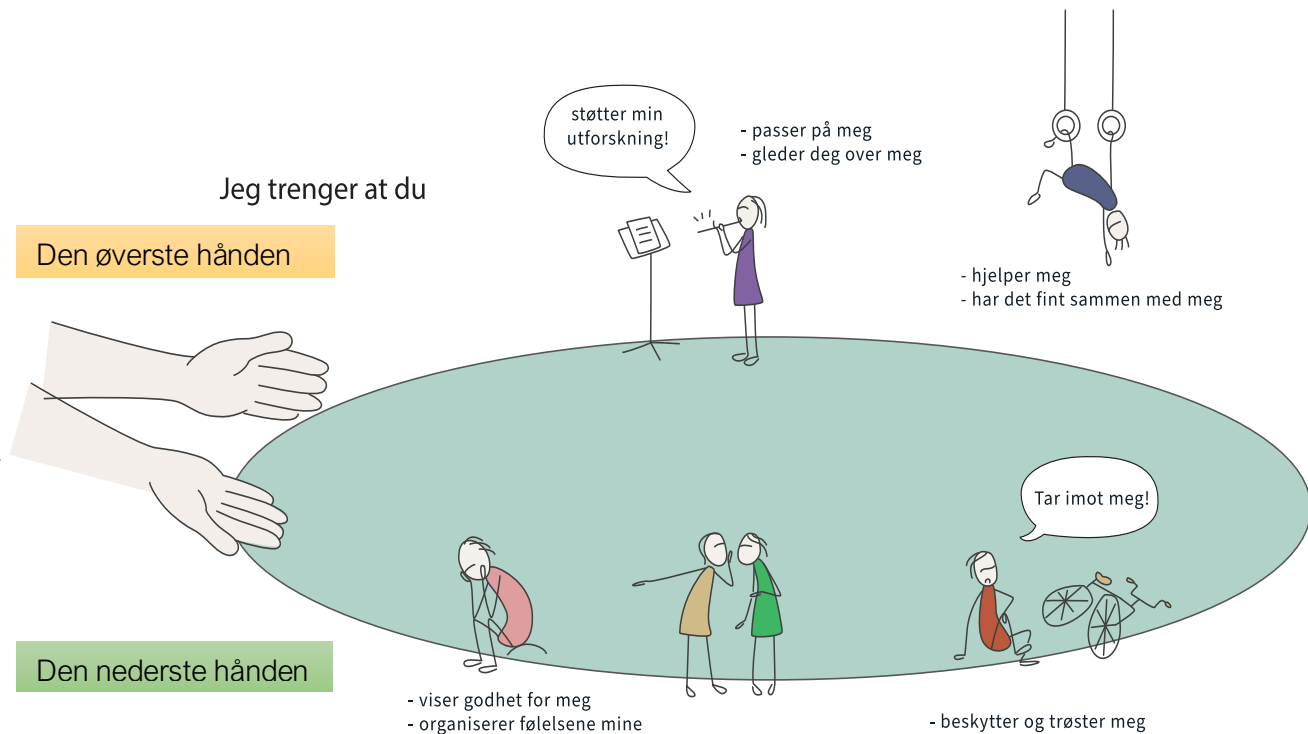 støtter min
utforskning!
- passer på meg
- gleder deg over meg
Jeg trenger at du
Den øverste hånden
- hjelper meg
- har det fint sammen med meg
Tar imot meg!
Den nederste hånden
- viser godhet for meg
- organiserer følelsene mine
- beskytter og trøster meg